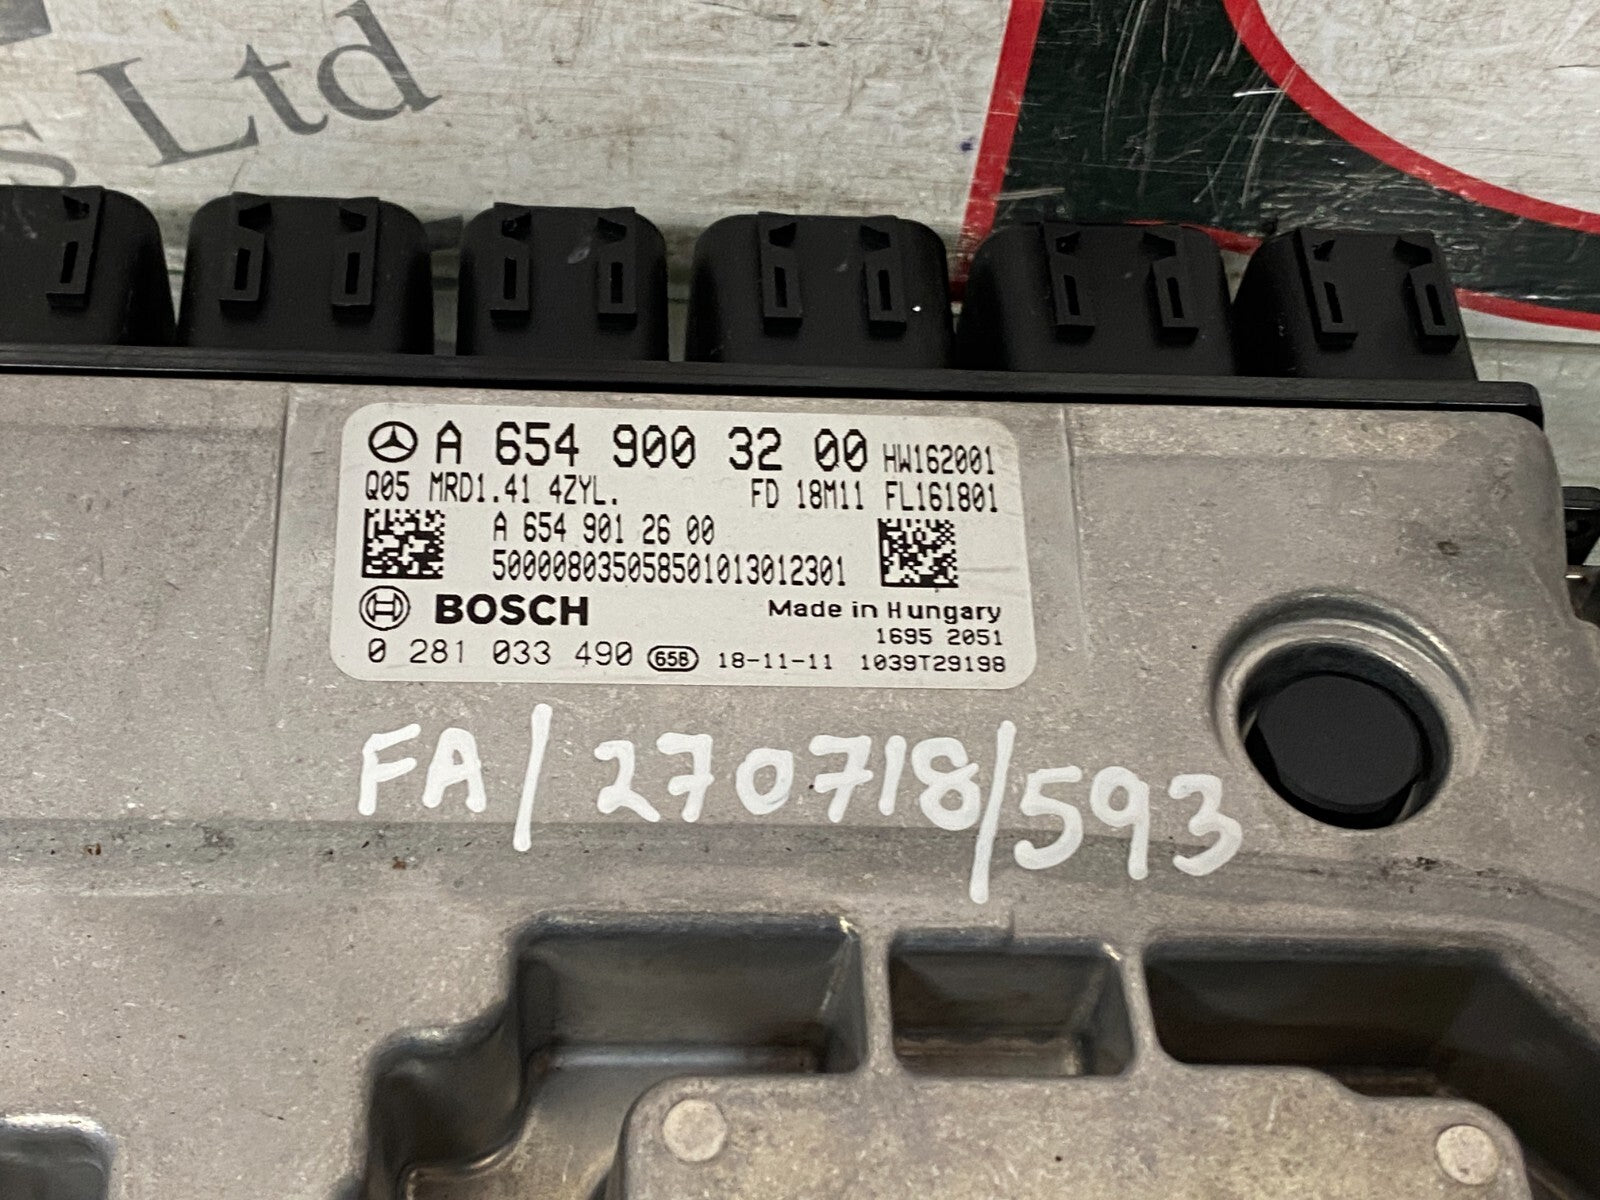 s Ltd
A 654 900 32 00 HW162001
Q05 MRD1.41 4ZYL. FD 18M11 FL161801
A 654 901 26 00
500008035058501013012301
BOSCH Made in Hungary
1695 2051
0 281 033 490 658 18-11-11 1039T29198
FA/270718/593